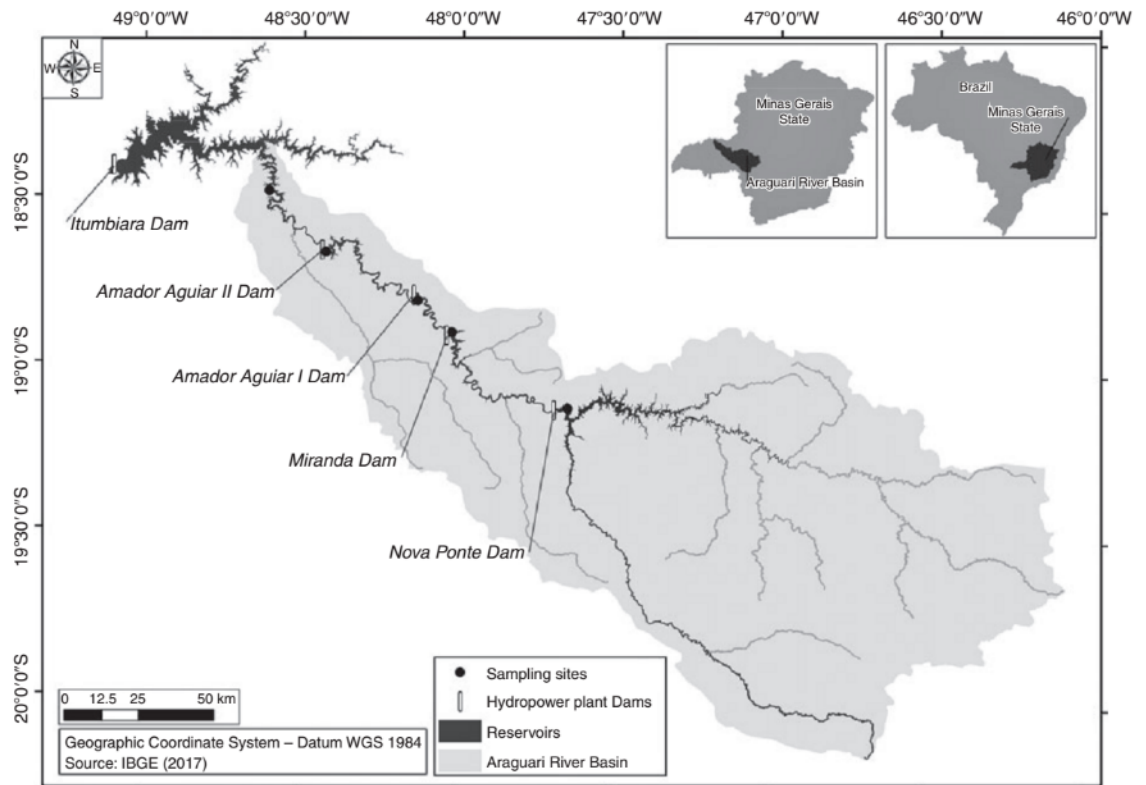 49°0'0"W
48°30'0"W
48°0'0"W
47°30'0"W
47°0'0"W
46°30'0"W
46°0'0"W
N
W
E
S
18°30'0"S
19°0'0"S
19°30'0"S
20°0'0"S
Minas Gerais
State
Araguari River Basin
Brazil
Minas Gerais
State
Itumbiara Dam
Amador Aguiar II Dam
Amador Aguiar I Dam
Miranda Dam
Nova Ponte Dam
0 12.5 25 50 km
Geographic Coordinate System – Datum WGS 1984
Source: IBGE (2017)
Sampling sites
Hydropower plant Dams
Reservoirs
Araguari River Basin